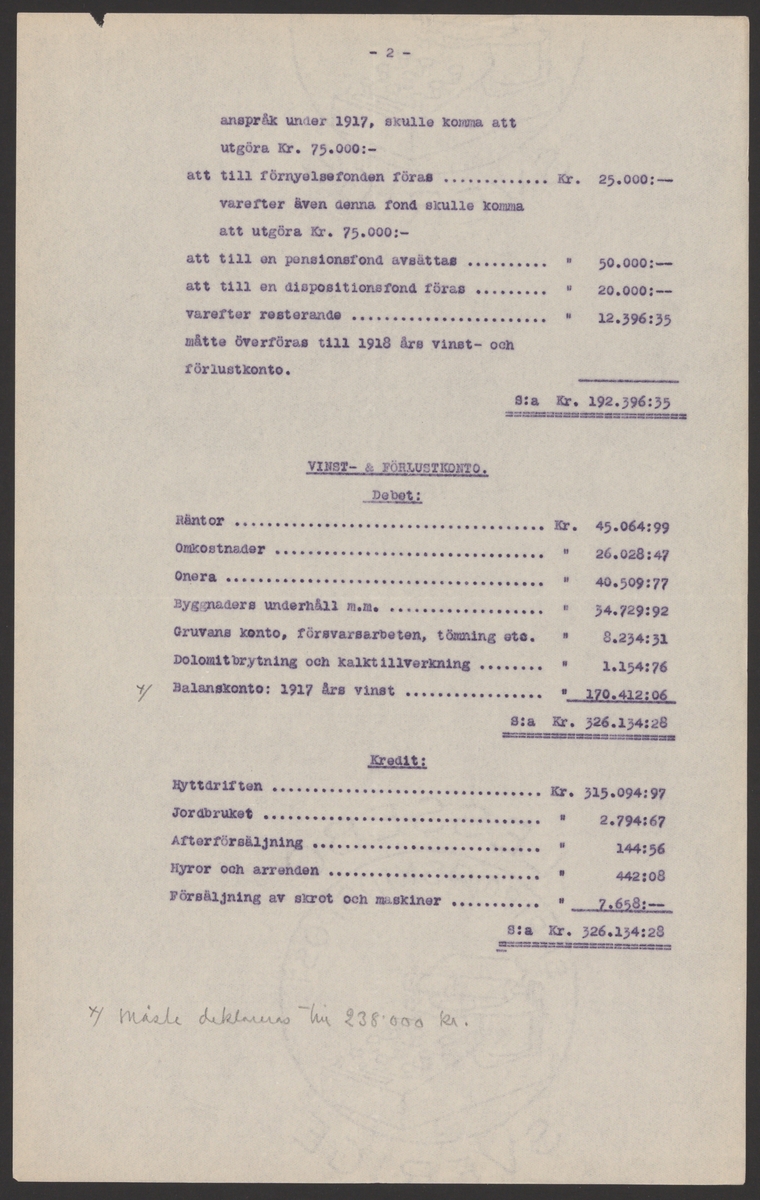 - 2 -
anspråk under 1917, skulle komma att
utgöra Kr. 75.000:-
att till förnyelsefonden föras ............. Kr. 25.000:--
varefter även denna fond skulle komma
att utgöra Kr. 75.000:-
att till en pensionsfond avsättas .......... " 50.000:--
att till en dispositionsfond föras ......... " 20.000:--
varefter resterande ......................... " 12.396:35
måtte överföras till 1918 års vinst- och
förlustkonto.
S:a Kr. 192.396:35
VINST- & FÖRLUSTKONTO.
Debet:
Räntor ........................................ Kr. 45.064:99
Omkostnader ................................... " 26.028:47
Onera ......................................... " 40.509:77
Byggnaders underhåll m.m. .................... " 34.729:92
Gruvans konto, försvarsarbeten, tömning etc. " 8.234:31
Dolomitbrytning och kalktillverkning ........ " 1.154:76
x/ Balanskonto: 1917 års vinst .................. " 170.412:06
S:a Kr. 326.134:28
Kredit:
Hyttdriften ................................... Kr. 315.094:97
Jordbruket .................................... " 2.794:67
Afterförsäljning ............................. " 144:56
Hyror och arrenden ........................... " 442:08
Försäljning av skrot och maskiner ........... " 7.658:--
S:a Kr. 326.134:28
x/ Måste deklareras för 238.000 kr.